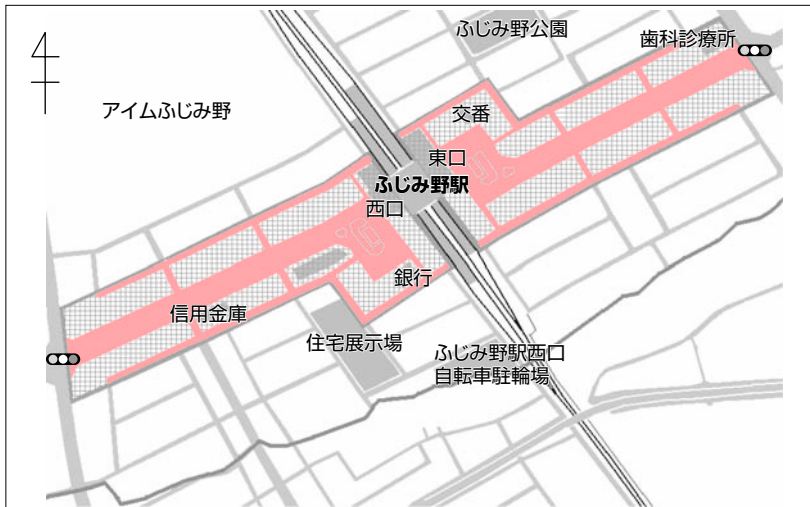 ふじみ野公園
歯科診療所
アイムふじみ野
交番
東口
ふじみ野駅
西口
銀行
信用金庫
住宅展示場
ふじみ野駅西口
自転車駐輪場